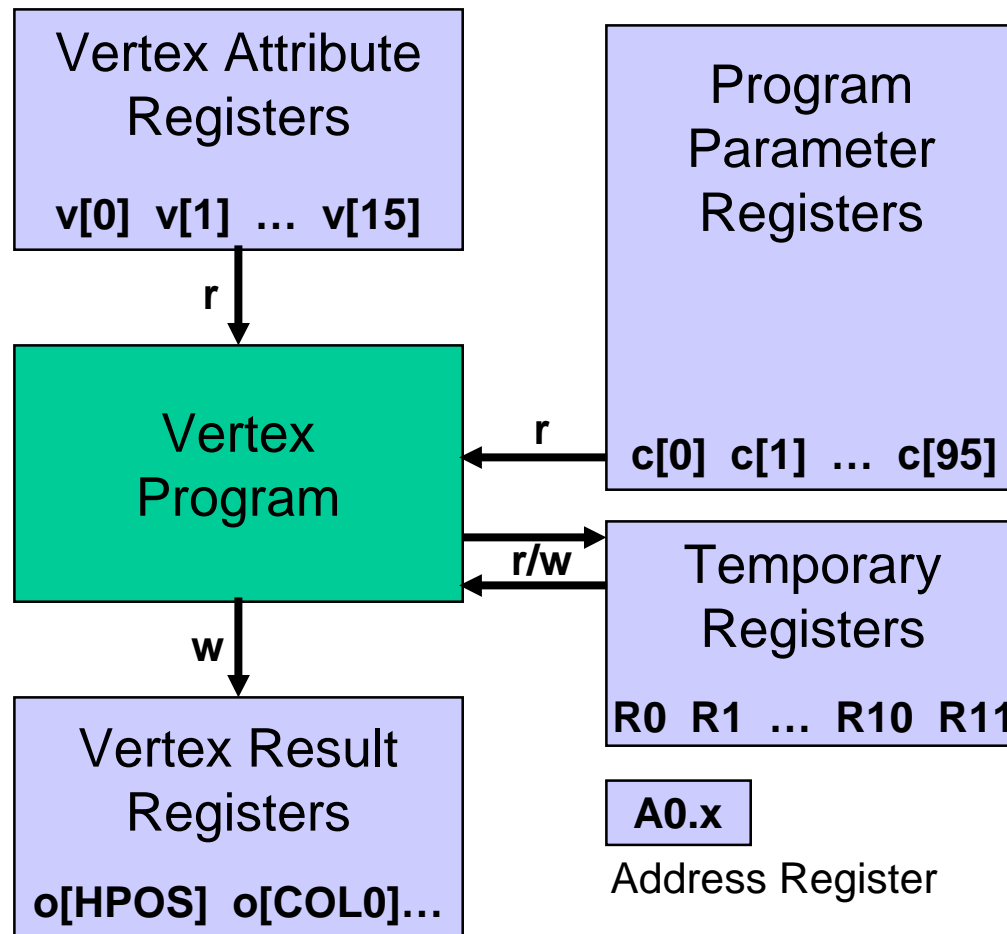 Vertex Attribute
Registers
v[0] v[1] … v[15]
r
Program
Parameter
Registers
c[0] c[1] … c[95]
Vertex
Program
r
r/w
Temporary
Registers
R0 R1 … R10 R11
w
Vertex Result
Registers
o[HPOS] o[COL0]…
A0.x
Address Register